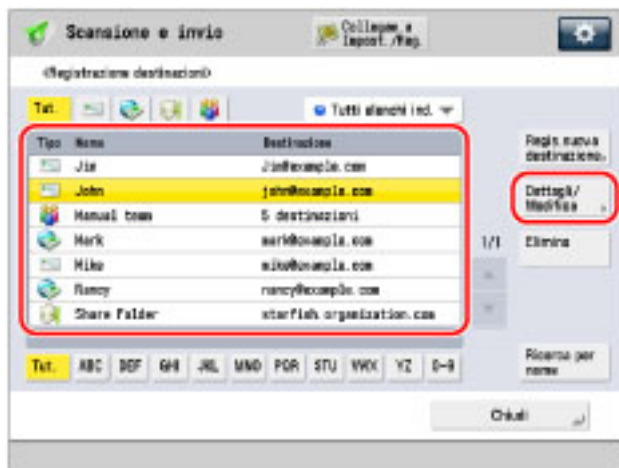 Scansione e invio
Collegam. a
Impost./Reg.
<Registrazione destinazioni>
Tut.
Tutti elenchi ind.
Tipo Nome Destinazione
Jim Jim@example.com
John john@example.com
Manual team 5 destinazioni
Mark mark@example.com
Mike mike@example.com
Nancy nancy@example.com
Share Folder starfish.organization.com
Regis.nuova
destinazione.
Dettagli/
Modifica
1/1
Elimina
Tut. ABC DEF GHI JKL MNO PQR STU VWX YZ 0-9
Ricerca per
nome
Chiudi